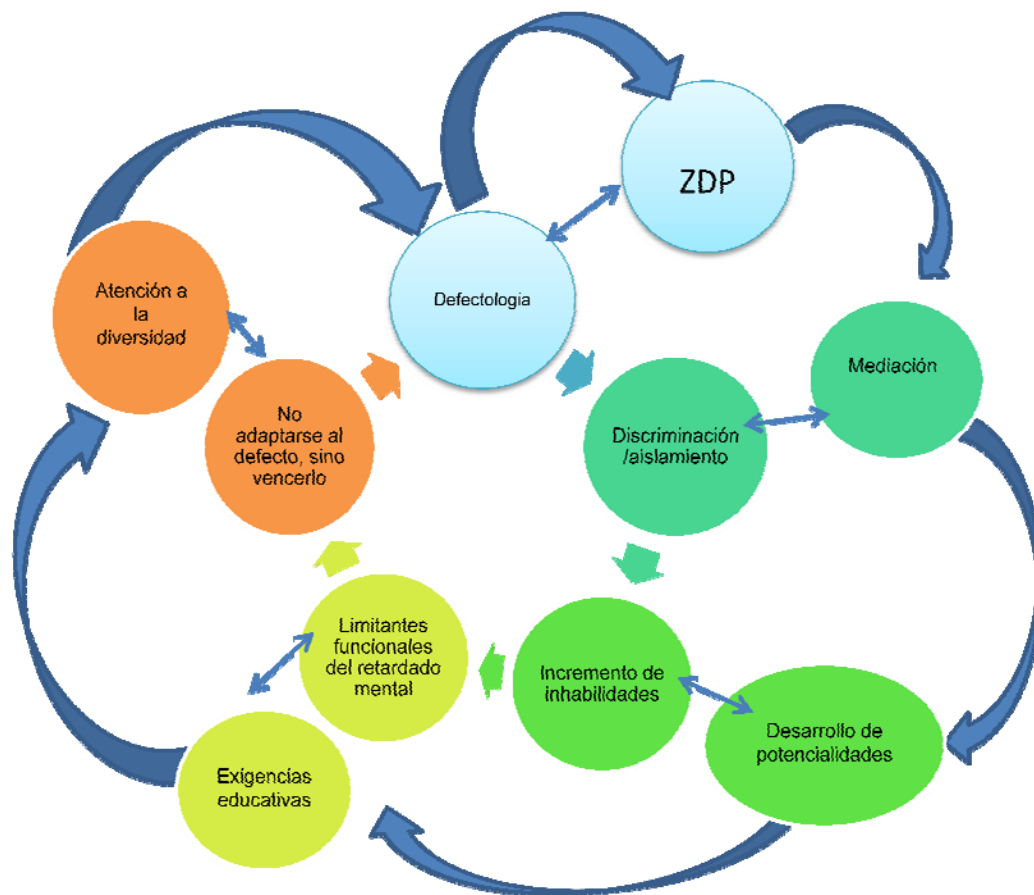 ZDP
Defectologia
Atención a
la
diversidad
Mediación
No
adaptarse al
defecto, sino
vencerlo
Discriminación
/aislamiento
Limitantes
funcionales
del retardado
mental
Incremento de
inhabilidades
Desarrollo de
potencialidades
Exigencias
educativas